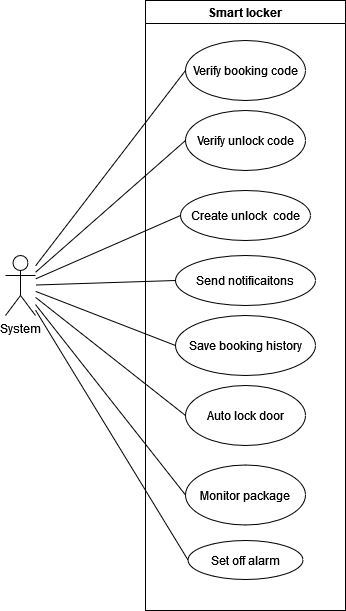 Smart locker
Verify booking code
Verify unlock code
Create unlock code
Send notificaitons
System
Save booking history
Auto lock door
Monitor package
Set off alarm